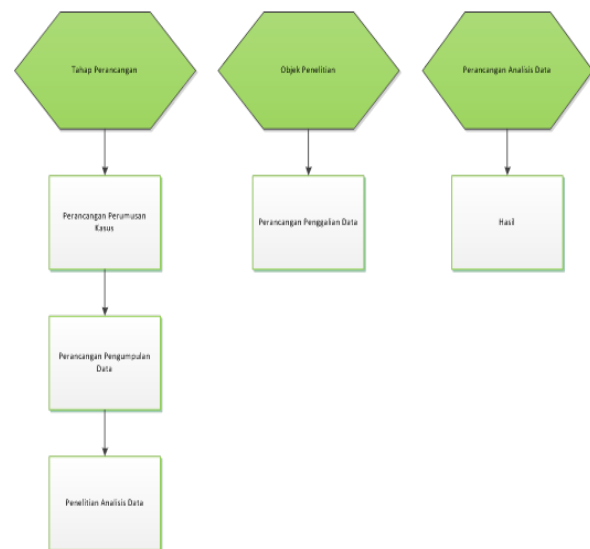 Tahap Perancangan
Objek Penelitian
Perancangan Analisis Data
Perancangan Perumusan
Kasus
Perancangan Penggalian Data
Hasil
Perancangan Pengumpulan
Data
Penelitian Analisis Data